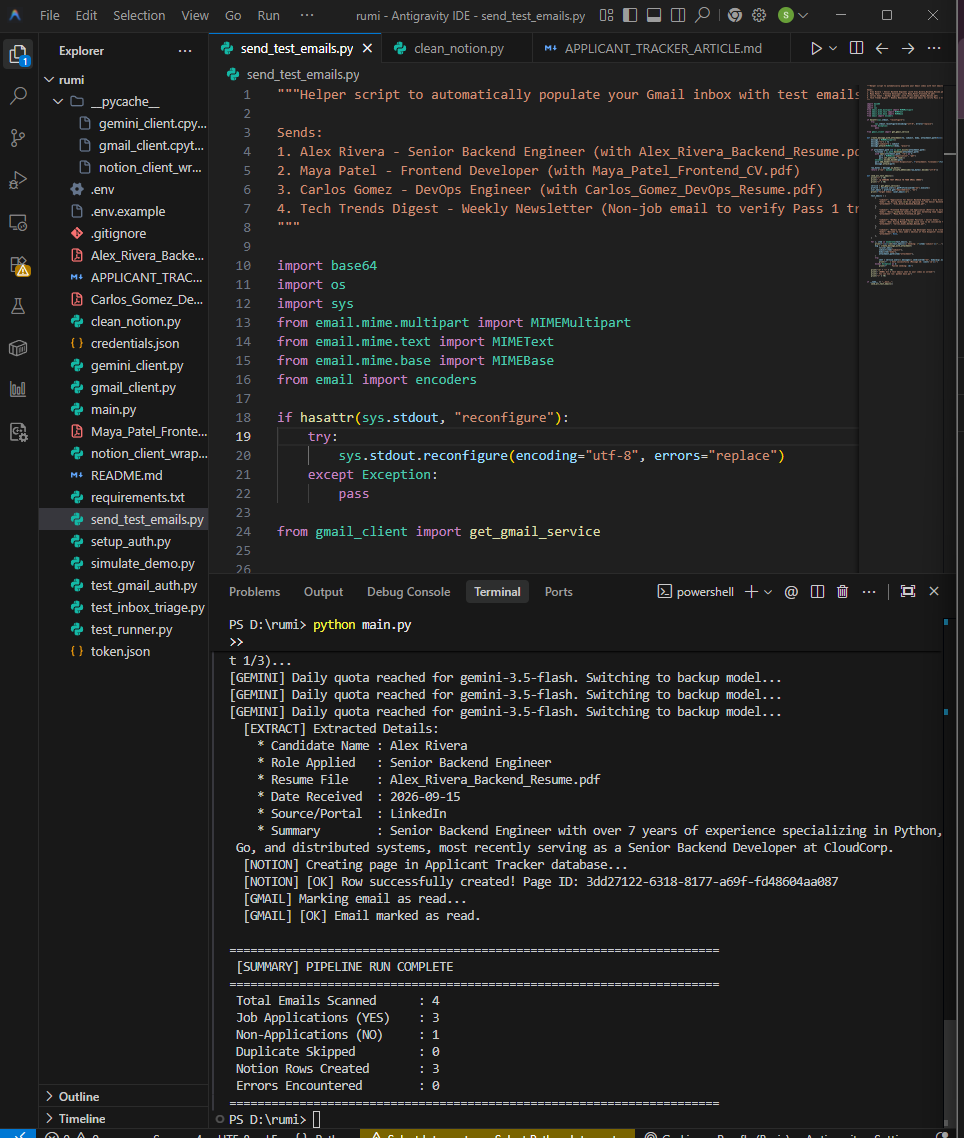 File Edit Selection View Go Run ··· rumi - Antigravity IDE - send_test_emails.py S
Explorer ···
send_test_emails.py
clean_notion.py
APPLICANT_TRACKER_ARTICLE.md
1
rumi
__pycache__
gemini_client.cpy...
gmail_client.cpyt...
notion_client_wr...
.env
.env.example
.gitignore
Alex_Rivera_Backe...
APPLICANT_TRAC...
Carlos_Gomez_De...
clean_notion.py
credentials.json
gemini_client.py
gmail_client.py
main.py
Maya_Patel_Fronte...
notion_client_wrap...
README.md
requirements.txt
send_test_emails.py
setup_auth.py
simulate_demo.py
test_gmail_auth.py
test_inbox_triage.py
test_runner.py
token.json
Outline
Timeline
send_test_emails.py
1 """Helper script to automatically populate your Gmail inbox with test emails
2
3 Sends:
4 1. Alex Rivera - Senior Backend Engineer (with Alex_Rivera_Backend_Resume.pd
5 2. Maya Patel - Frontend Developer (with Maya_Patel_Frontend_CV.pdf)
6 3. Carlos Gomez - DevOps Engineer (with Carlos_Gomez_DevOps_Resume.pdf)
7 4. Tech Trends Digest - Weekly Newsletter (Non-job email to verify Pass 1 tr
8 """
9
10 import base64
11 import os
12 import sys
13 from email.mime.multipart import MIMEMultipart
14 from email.mime.text import MIMEText
15 from email.mime.base import MIMEBase
16 from email import encoders
17
18 if hasattr(sys.stdout, "reconfigure"):
19 try:
20 sys.stdout.reconfigure(encoding="utf-8", errors="replace")
21 except Exception:
22 pass
23
24 from gmail_client import get_gmail_service
25
26
Problems Output Debug Console Terminal Ports powershell
PS D:\rumi> python main.py
>>
t 1/3)...
[GEMINI] Daily quota reached for gemini-3.5-flash. Switching to backup model...
[GEMINI] Daily quota reached for gemini-3.5-flash. Switching to backup model...
[GEMINI] Daily quota reached for gemini-3.5-flash. Switching to backup model...
[EXTRACT] Extracted Details:
* Candidate Name : Alex Rivera
* Role Applied : Senior Backend Engineer
* Resume File : Alex_Rivera_Backend_Resume.pdf
* Date Received : 2026-09-15
* Source/Portal : LinkedIn
* Summary : Senior Backend Engineer with over 7 years of experience specializing in Python,
Go, and distributed systems, most recently serving as a Senior Backend Developer at CloudCorp.
[NOTION] Creating page in Applicant Tracker database...
[NOTION] [OK] Row successfully created! Page ID: 3dd27122-6318-8177-a69f-fd48604aa087
[GMAIL] Marking email as read...
[GMAIL] [OK] Email marked as read.
======================================================================
[SUMMARY] PIPELINE RUN COMPLETE
======================================================================
Total Emails Scanned : 4
Job Applications (YES) : 3
Non-Applications (NO) : 1
Duplicate Skipped : 0
Notion Rows Created : 3
Errors Encountered : 0
======================================================================
PS D:\rumi>